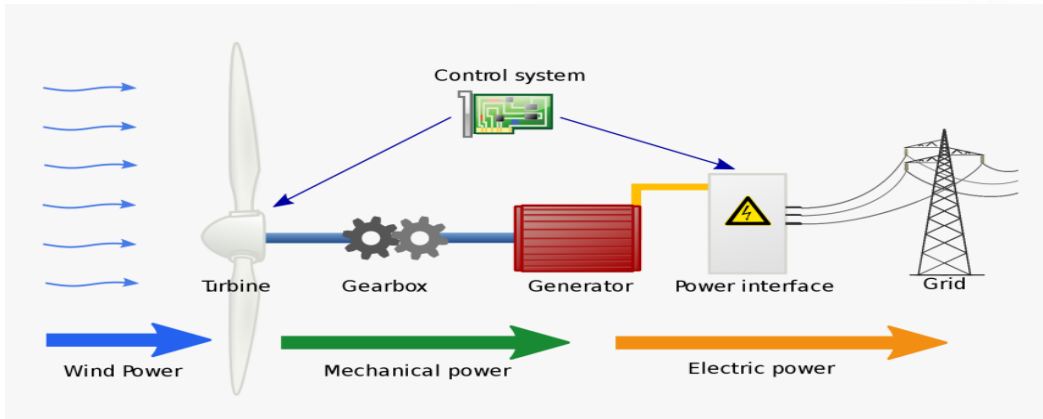 Control system
Turbine
Gearbox
Generator
Power interface
Grid
Wind Power
Mechanical power
Electric power